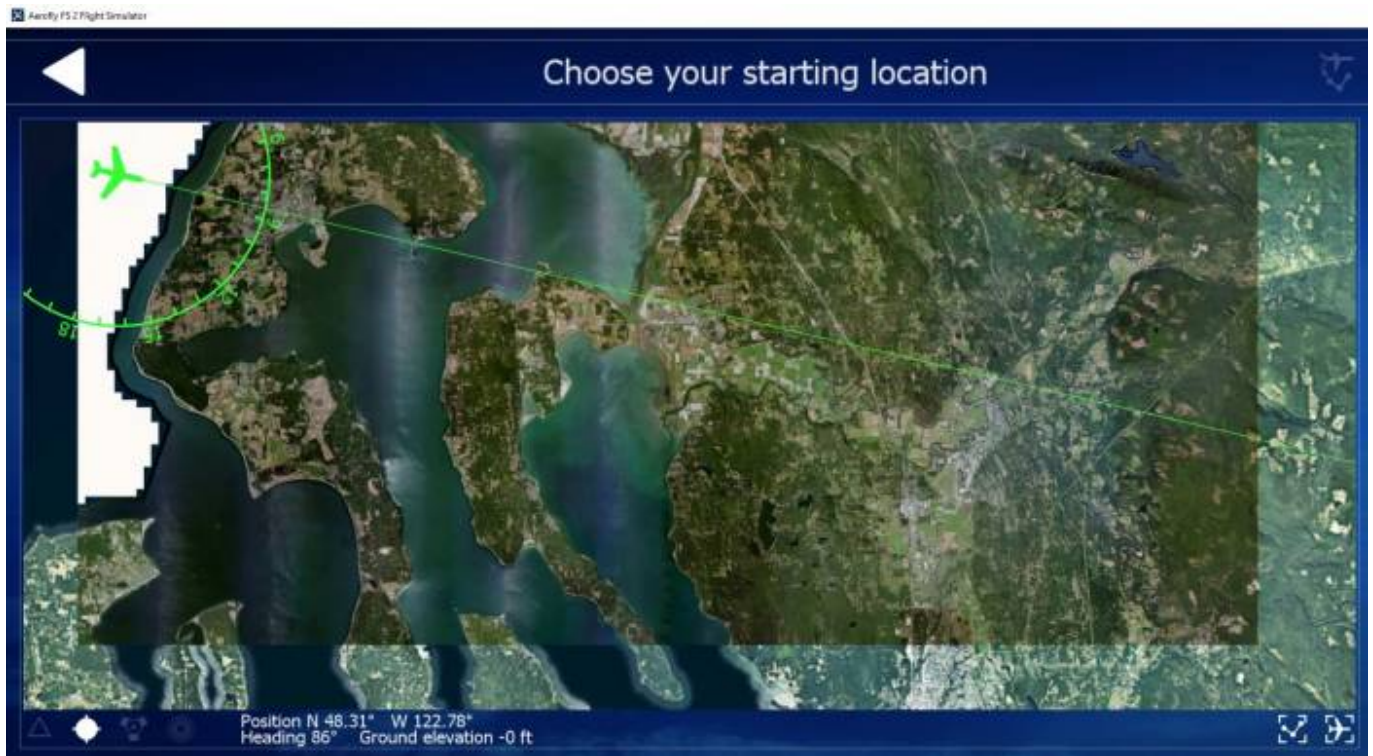 Aerofly FS 2 Flight Simulator
Choose your starting location
Position N 48.31° W 122.78°
Heading 86° Ground elevation -0 ft
18